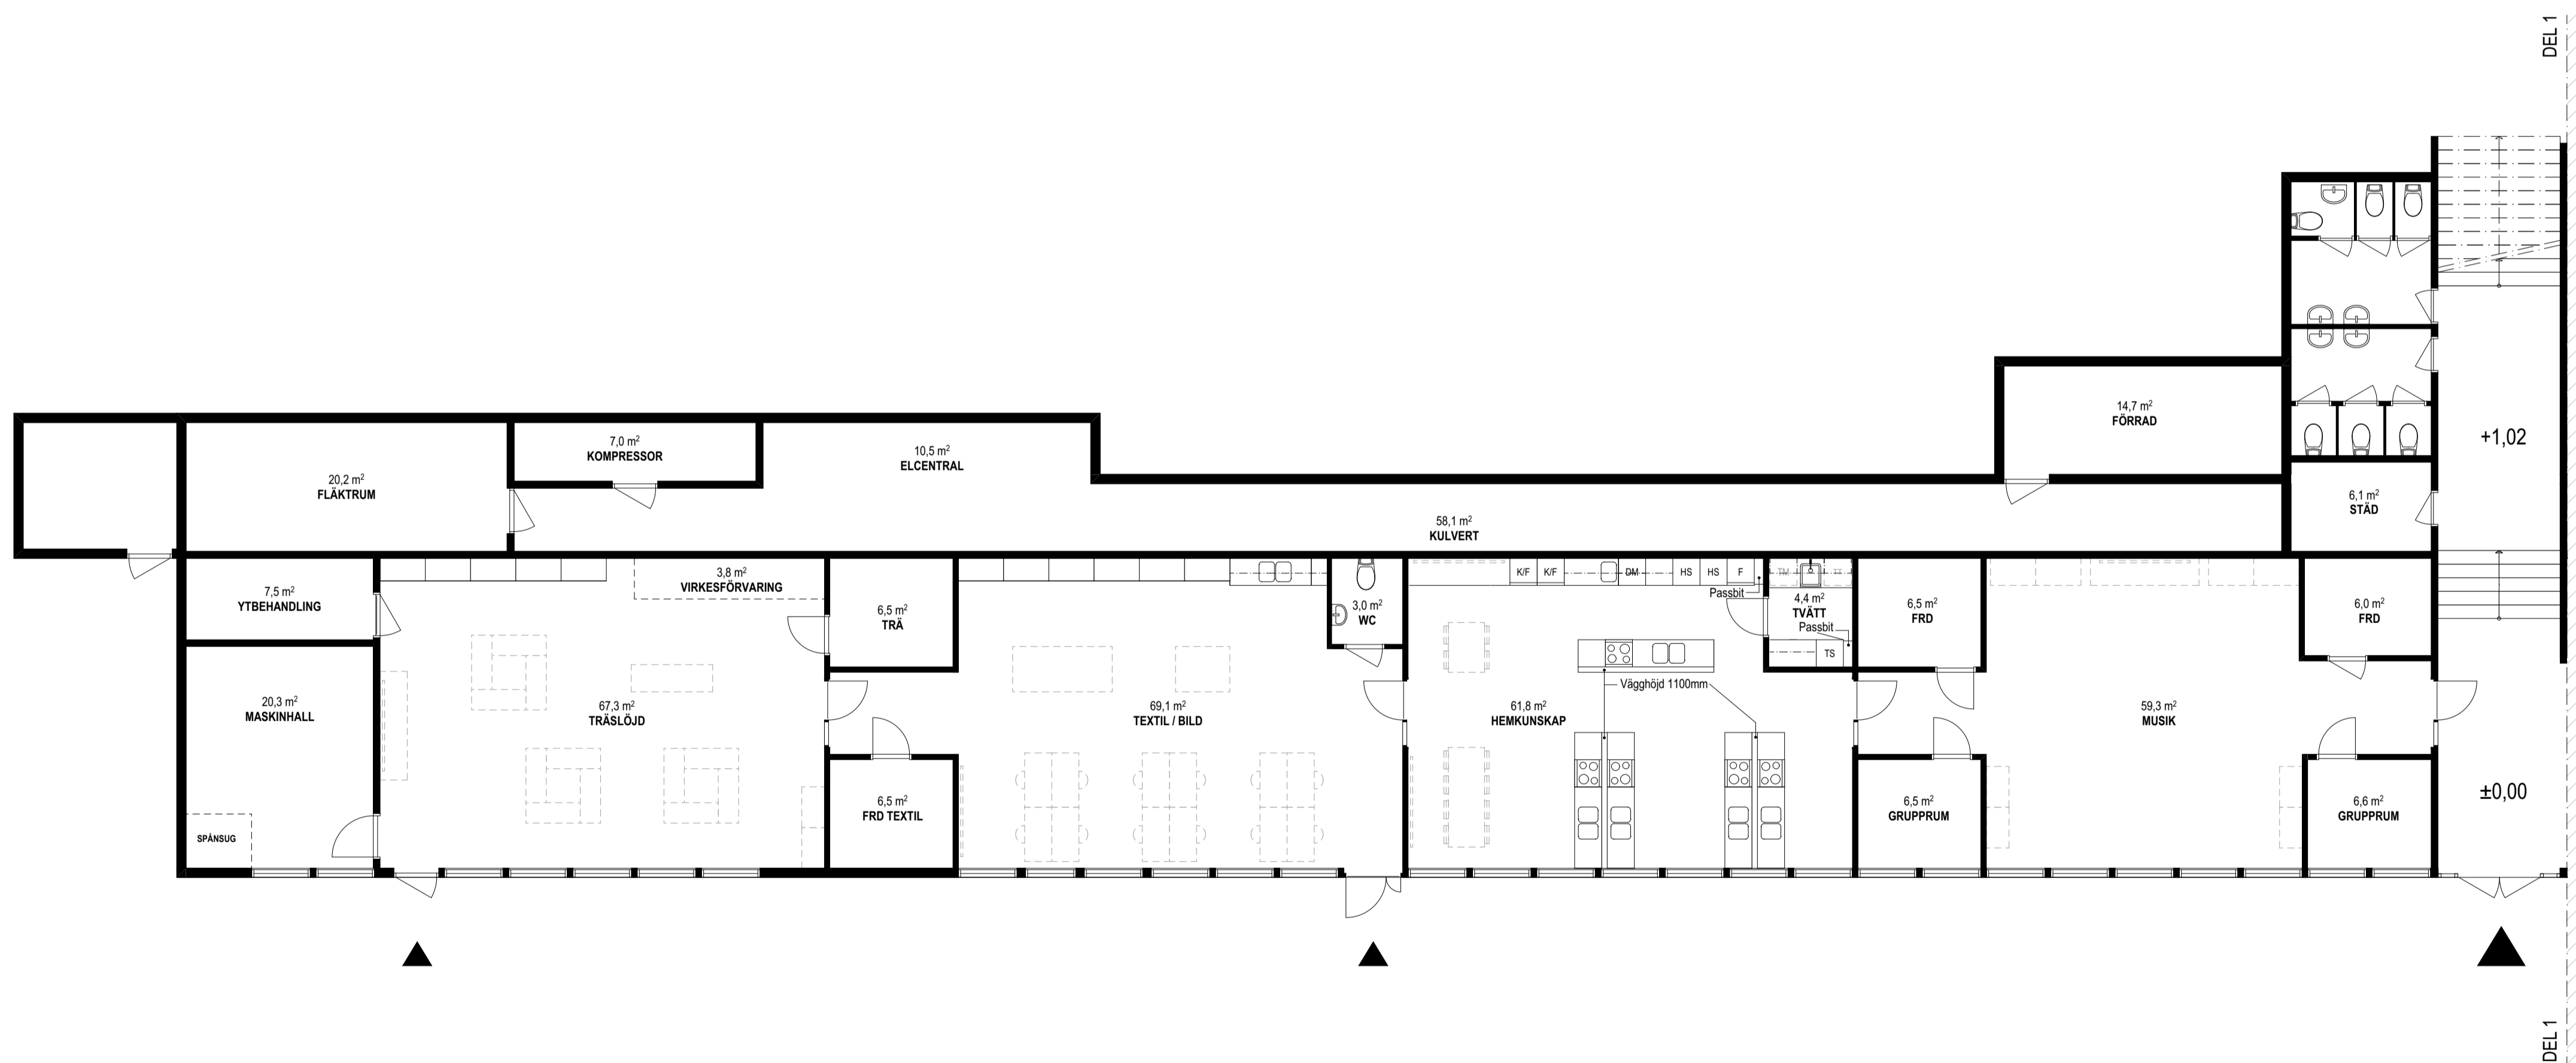 DEL 1
14,7 m²
FÖRRAD
+1,02
7,0 m²
KOMPRESSOR
10,5 m²
ELCENTRAL
20,2 m²
FLÄKTRUM
6,1 m²
STÄD
58,1 m²
KULVERT
3,8 m²
VIRKESFÖRVARING
K/F
K/F
DM
HS
HS
F
TM
TT
Passbit
7,5 m²
YTBEHANDLING
6,5 m²
TRÄ
3,0 m²
WC
4,4 m²
TVÄTT
Passbit
TS
6,5 m²
FRD
6,0 m²
FRD
Vägghöjd 1100mm
20,3 m²
MASKINHALL
67,3 m²
TRÄSLÖJD
69,1 m²
TEXTIL / BILD
61,8 m²
HEMKUNSKAP
59,3 m²
MUSIK
±0,00
6,5 m²
FRD TEXTIL
6,5 m²
GRUPPRUM
6,6 m²
GRUPPRUM
SPÅNSUG
DEL 1